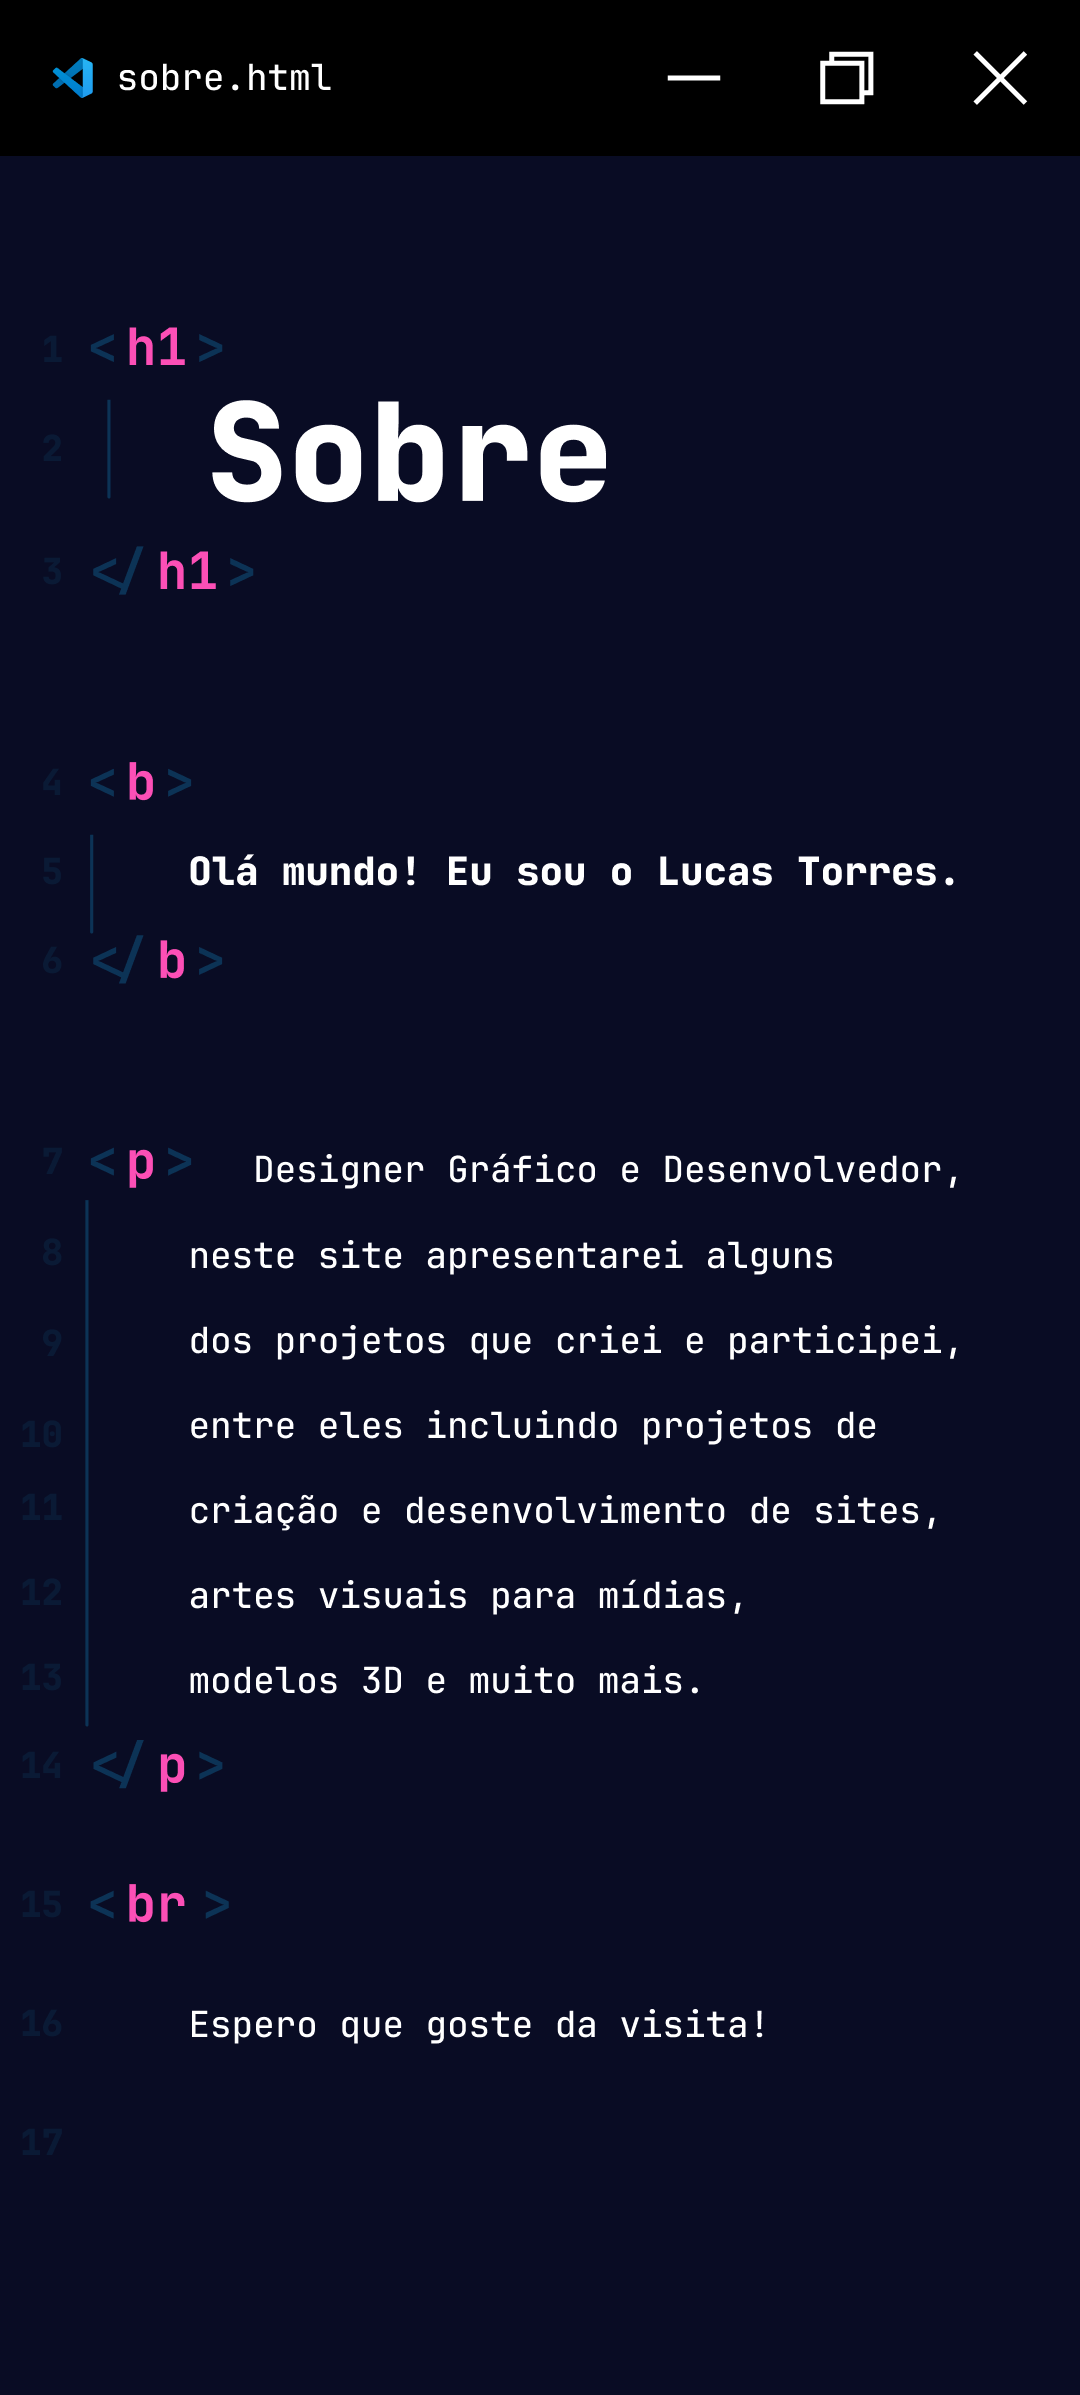 sobre.html
1 <h1>
2 Sobre
3 </h1>
4 <b>
5 Olá mundo! Eu sou o Lucas Torres.
6 </b>
7 <p> Designer Gráfico e Desenvolvedor,
8 neste site apresentarei alguns
9 dos projetos que criei e participei,
10 entre eles incluindo projetos de
11 criação e desenvolvimento de sites,
12 artes visuais para mídias,
13 modelos 3D e muito mais.
14 </p>
15 <br>
16 Espero que goste da visita!
17